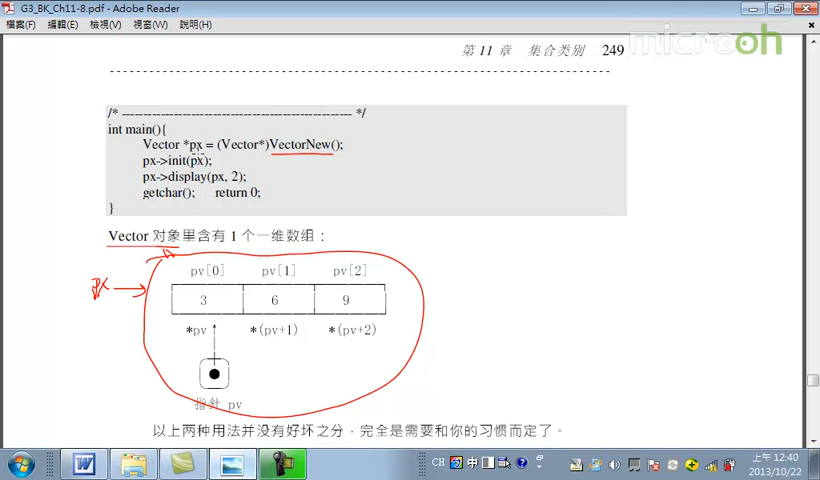 G3_BK_Ch11-8.pdf - Adobe Reader
檔案(F) 編輯(E) 檢視(V) 視窗(W) 說明(H)
microoh
第 11 章 集合类别 249
/* ------------------------------------------------------- */
int main(){
Vector *px = (Vector*)VectorNew();
px->init(px);
px->display(px, 2);
getchar(); return 0;
}
Vector 对象里含有 1 个一维数组：
px
pv[0] pv[1] pv[2]
3 6 9
*pv *(pv+1) *(pv+2)
指針 pv
以上两种用法并没有好坏之分，完全是需要和你的习惯而定了。
CH 中 上午 12:40
2013/10/22